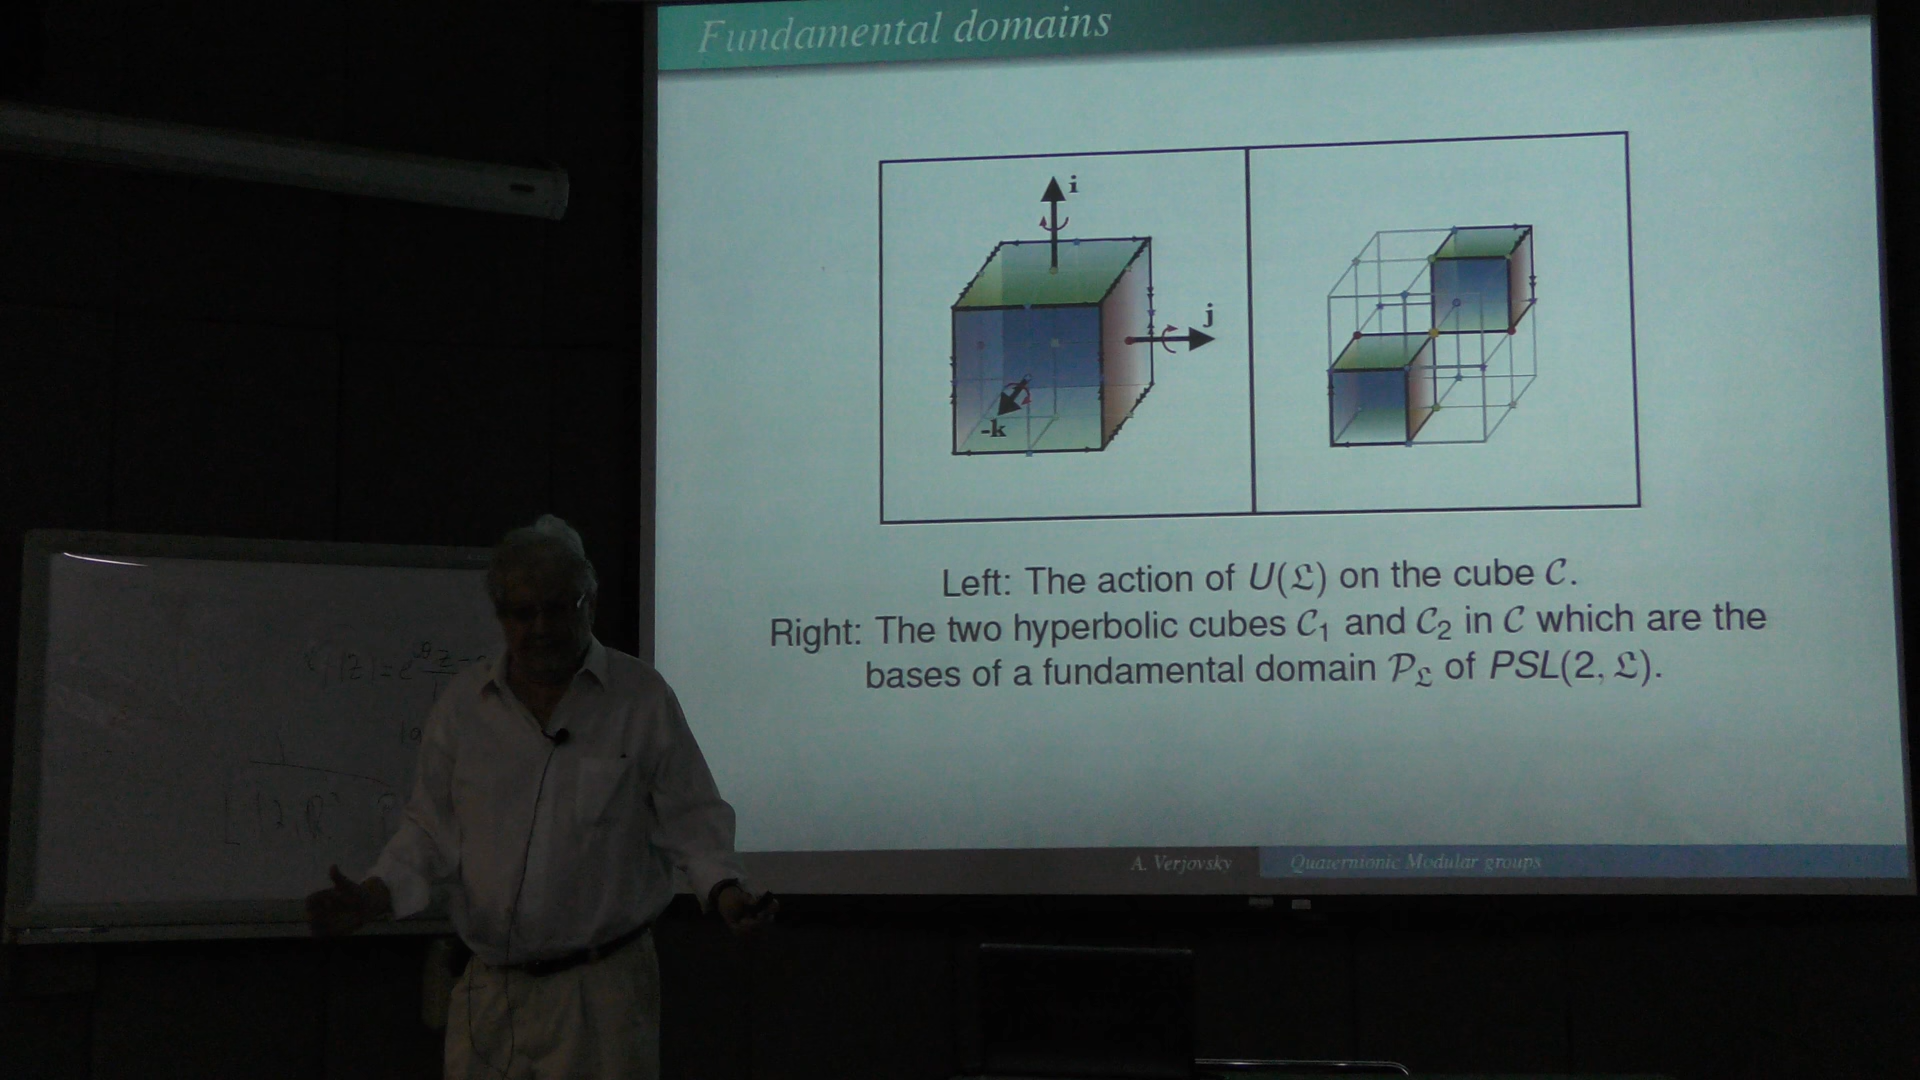 Fundamental domains
i
j
-k
Left: The action of U(𝔏) on the cube 𝒞.
Right: The two hyperbolic cubes 𝒞₁ and 𝒞₂ in 𝒞 which are the
bases of a fundamental domain 𝒫_𝔏 of PSL(2, 𝔏).
A. Verjovsky
Quaternionic Modular groups